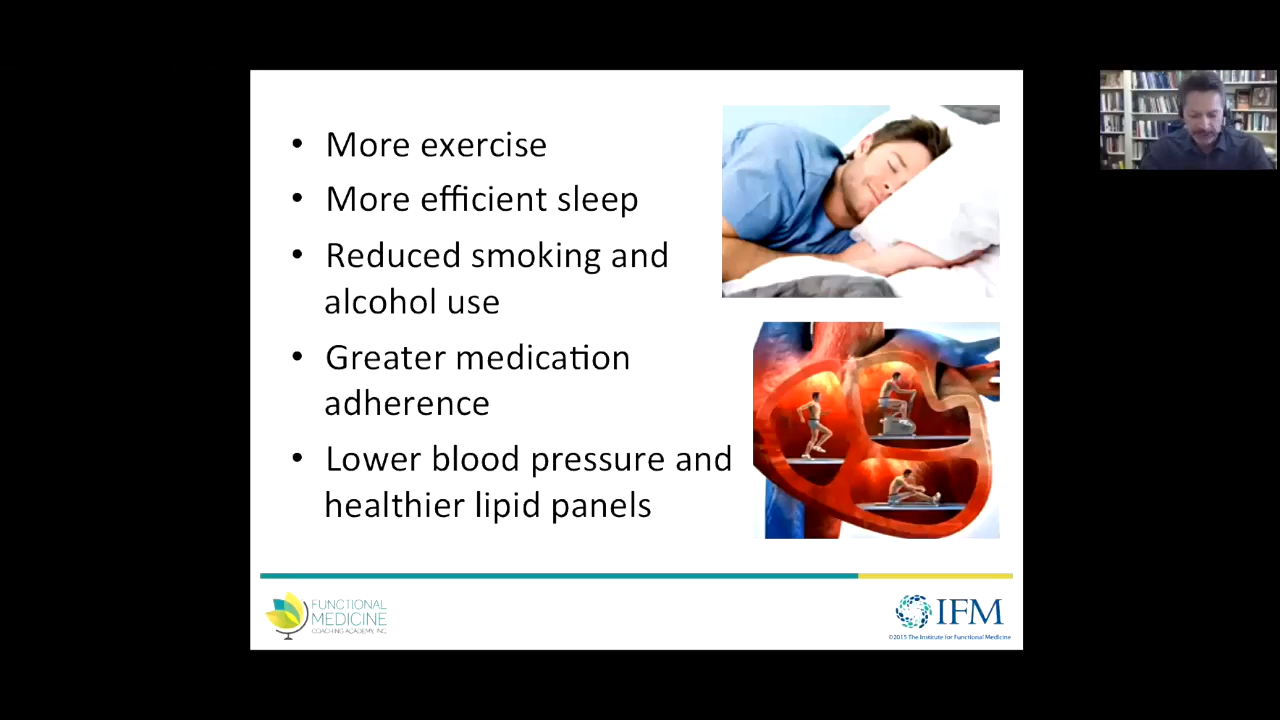 • More exercise
• More efficient sleep
• Reduced smoking and
alcohol use
• Greater medication
adherence
• Lower blood pressure and
healthier lipid panels
FUNCTIONAL
MEDICINE
COACHING ACADEMY, INC
IFM
©2015 The Institute for Functional Medicine